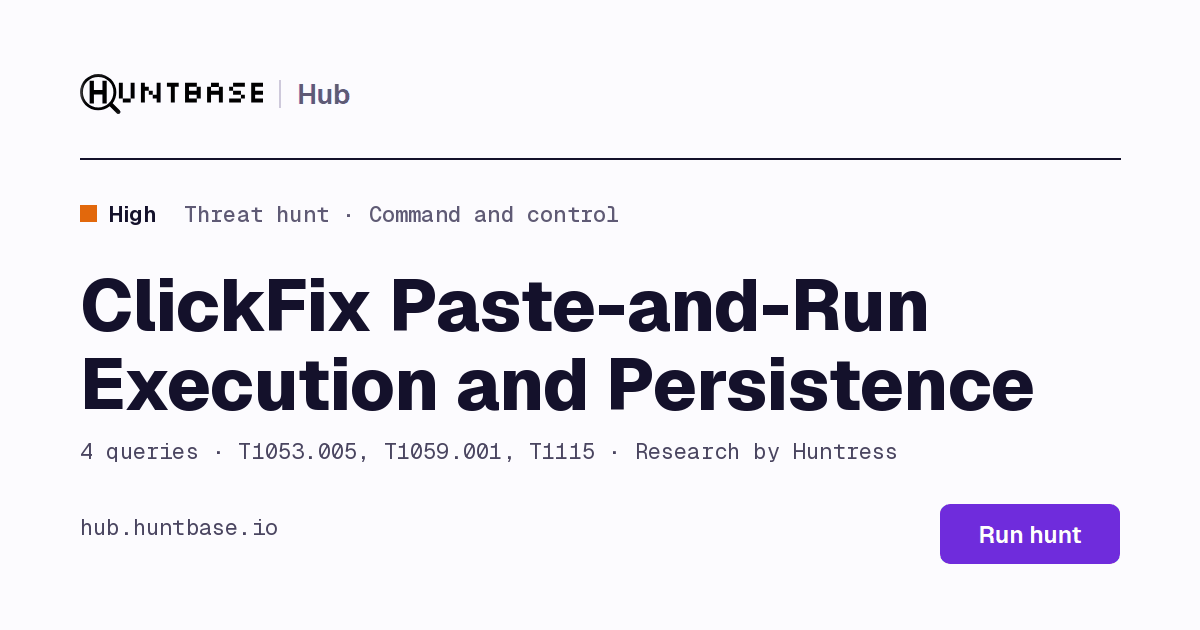 HUNTBASE Hub
High Threat hunt · Command and control
ClickFix Paste-and-Run
Execution and Persistence
4 queries · T1053.005, T1059.001, T1115 · Research by Huntress
hub.huntbase.io
Run hunt